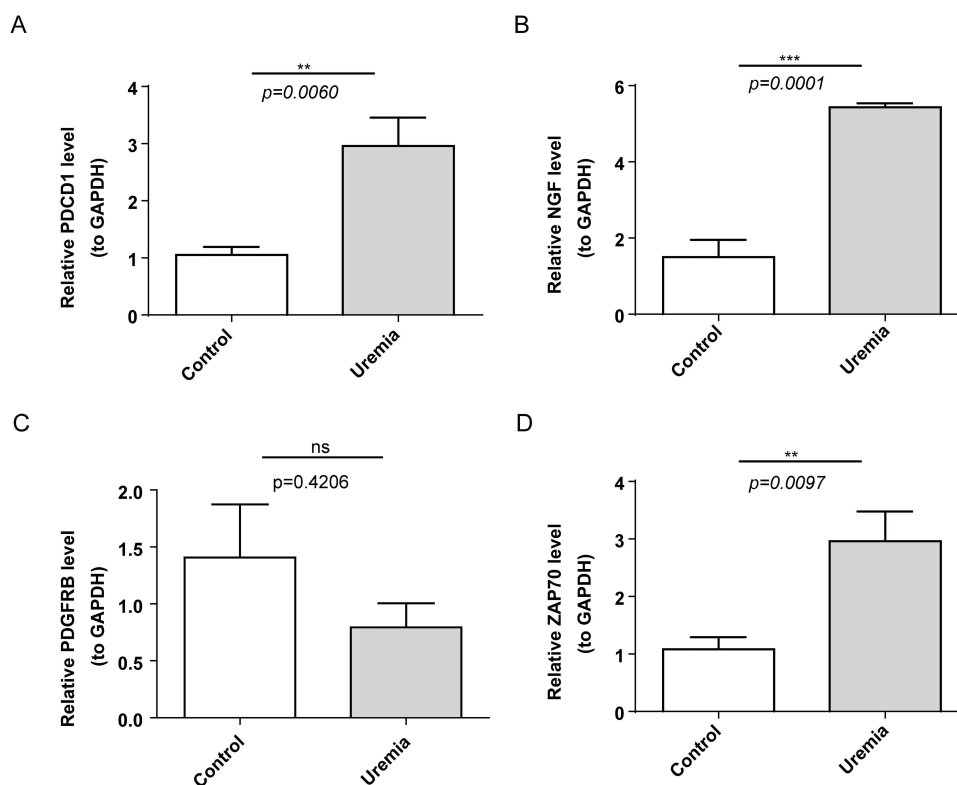 A
**
p=0.0060
Relative PDCD1 level
(to GAPDH)
4
3
2
1
0
Control
Uremia
B
***
p=0.0001
Relative NGF level
(to GAPDH)
6
4
2
0
Control
Uremia
C
ns
p=0.4206
Relative PDGFRB level
(to GAPDH)
2.0
1.5
1.0
0.5
0.0
Control
Uremia
D
**
p=0.0097
Relative ZAP70 level
(to GAPDH)
4
3
2
1
0
Control
Uremia